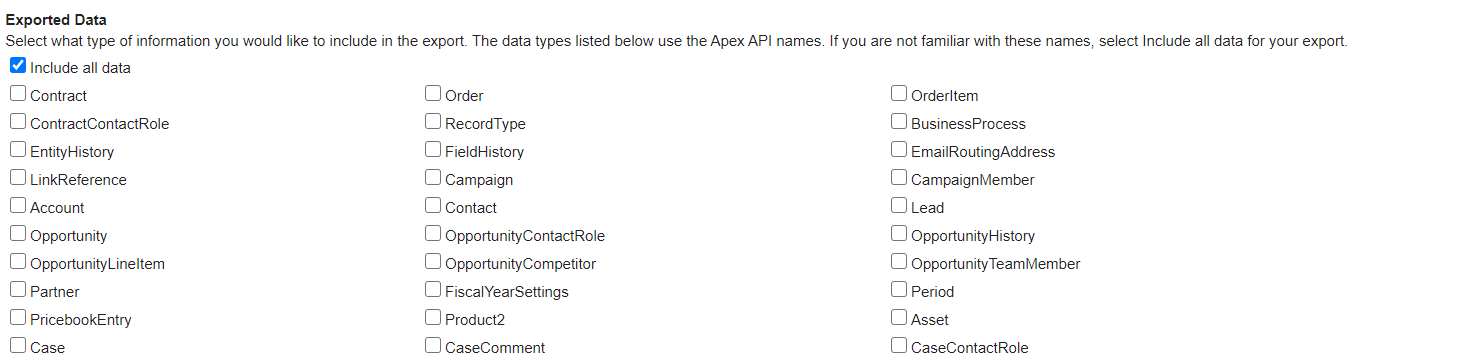 Exported Data
Select what type of information you would like to include in the export. The data types listed below use the Apex API names. If you are not familiar with these names, select Include all data for your export.
Include all data
Contract Order OrderItem
ContractContactRole RecordType BusinessProcess
EntityHistory FieldHistory EmailRoutingAddress
LinkReference Campaign CampaignMember
Account Contact Lead
Opportunity OpportunityContactRole OpportunityHistory
OpportunityLineItem OpportunityCompetitor OpportunityTeamMember
Partner FiscalYearSettings Period
PricebookEntry Product2 Asset
Case CaseComment CaseContactRole